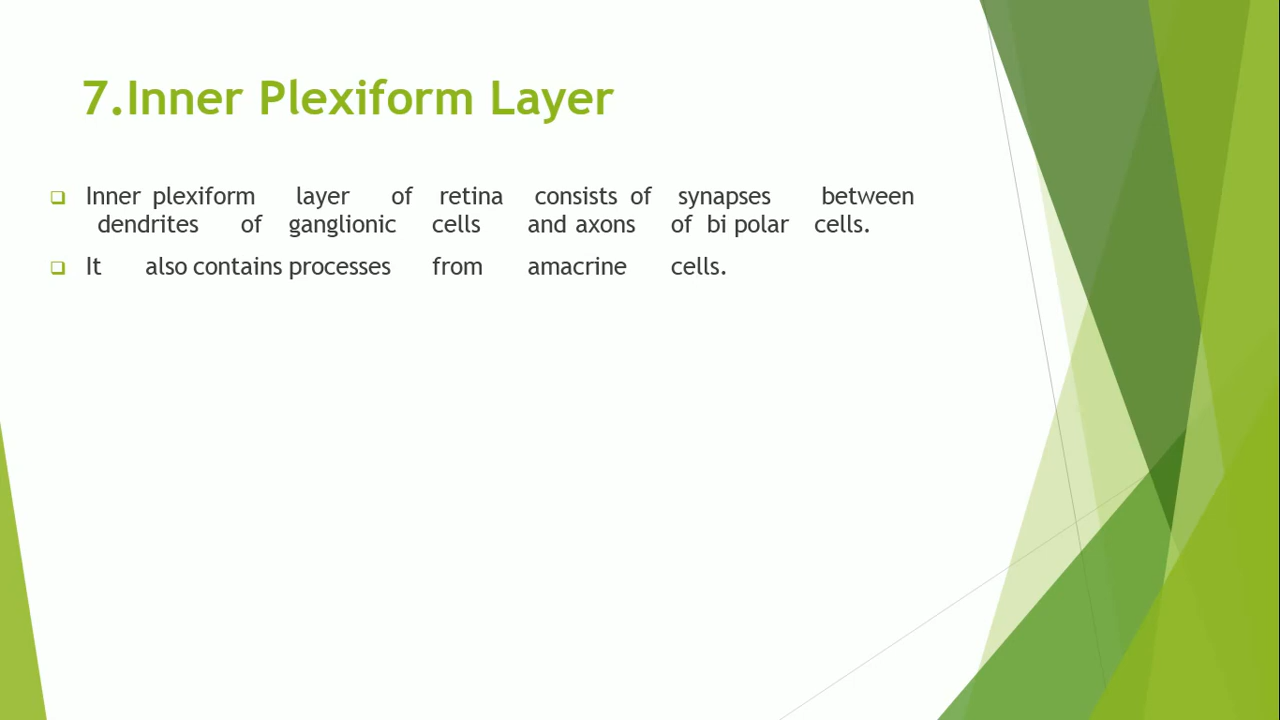 7.Inner Plexiform Layer
Inner plexiform layer of retina consists of synapses between
dendrites of ganglionic cells and axons of bi polar cells.
It also contains processes from amacrine cells.